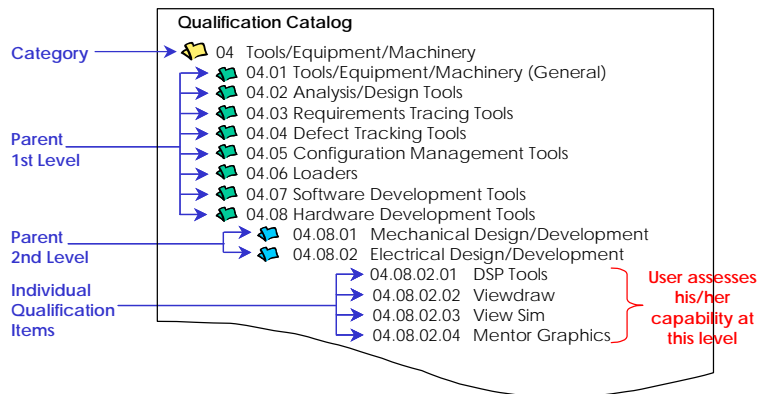 Qualification Catalog
Category
04 Tools/Equipment/Machinery
04.01 Tools/Equipment/Machinery (General)
04.02 Analysis/Design Tools
04.03 Requirements Tracing Tools
Parent
1st Level
04.04 Defect Tracking Tools
04.05 Configuration Management Tools
04.06 Loaders
04.07 Software Development Tools
04.08 Hardware Development Tools
Parent
2nd Level
04.08.01 Mechanical Design/Development
04.08.02 Electrical Design/Development
Individual
Qualification
Items
04.08.02.01 DSP Tools
04.08.02.02 Viewdraw
04.08.02.03 View Sim
04.08.02.04 Mentor Graphics
User assesses
his/her
capability at
this level